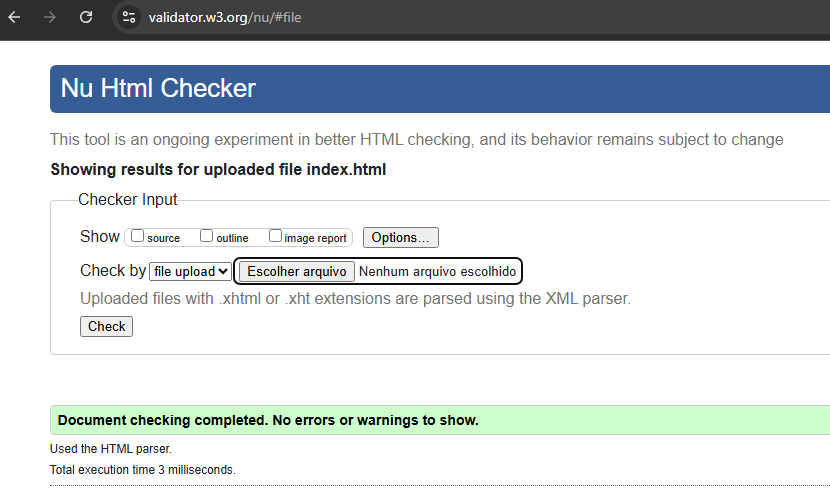 validator.w3.org/nu/#file
Nu Html Checker
This tool is an ongoing experiment in better HTML checking, and its behavior remains subject to change
Showing results for uploaded file index.html
Checker Input
Show source outline image report Options...
Check by file upload Escolher arquivo Nenhum arquivo escolhido
Uploaded files with .xhtml or .xht extensions are parsed using the XML parser.
Check
Document checking completed. No errors or warnings to show.
Used the HTML parser.
Total execution time 3 milliseconds.